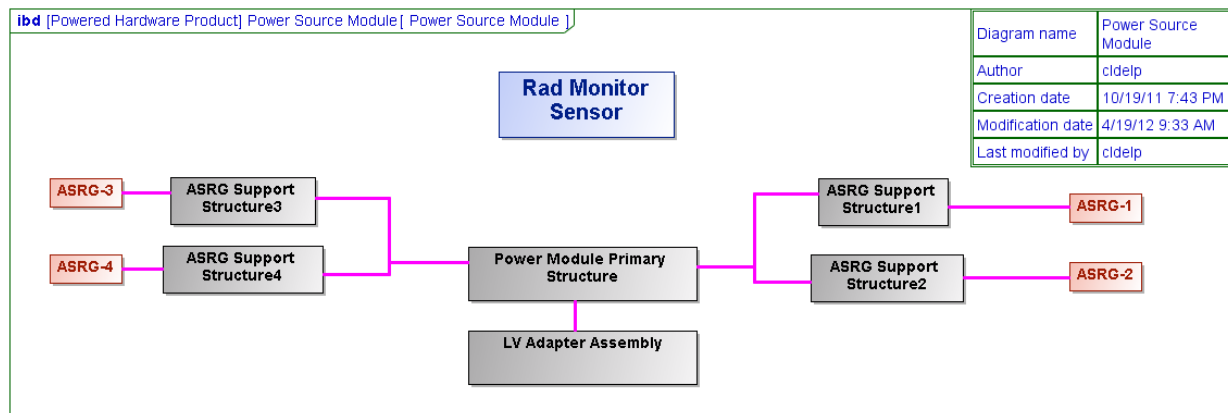 ibd [Powered Hardware Product] Power Source Module[ Power Source Module ]
Diagram name
Power Source
Module
Author
cldelp
Creation date
10/19/11 7:43 PM
Modification date
4/19/12 9:33 AM
Last modified by
cldelp
Rad Monitor
Sensor
ASRG-3
ASRG Support
Structure3
ASRG Support
Structure1
ASRG-1
ASRG-4
ASRG Support
Structure4
Power Module Primary
Structure
ASRG Support
Structure2
ASRG-2
LV Adapter Assembly